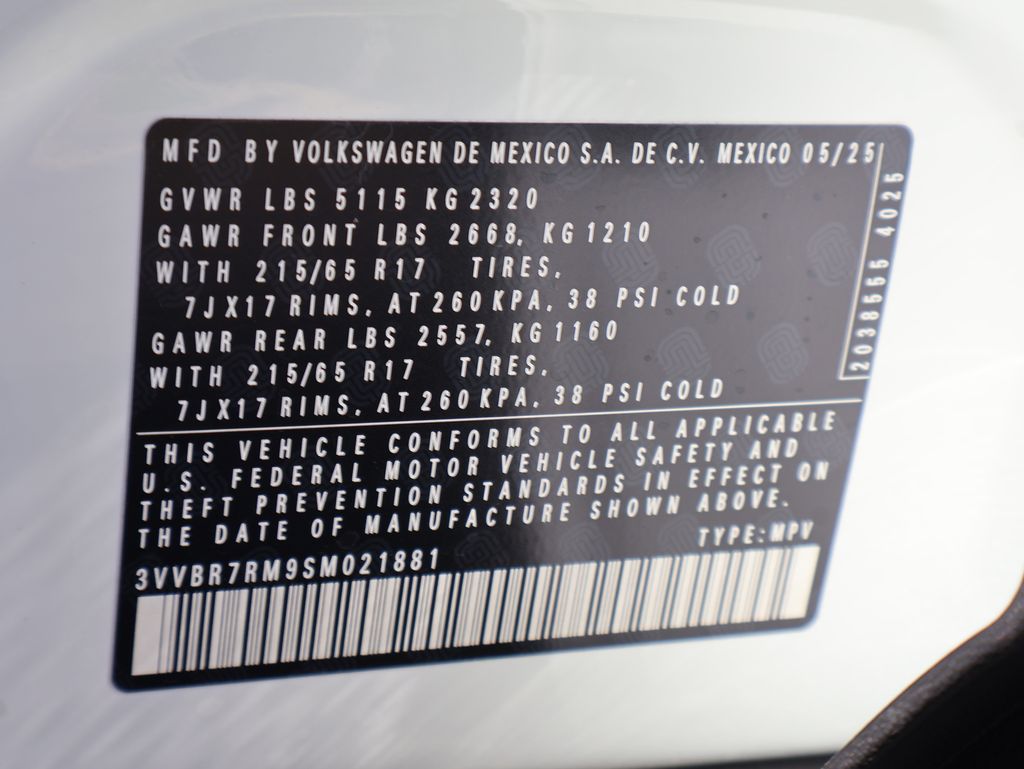 MFD BY VOLKSWAGEN DE MEXICO S.A. DE C.V. MEXICO 05/25
GVWR LBS 5115 KG 2320
GAWR FRONT LBS 2668, KG 1210
WITH 215/65 R17 TIRES,
7JX17 RIMS, AT 260 KPA, 38 PSI COLD
GAWR REAR LBS 2557, KG 1160
WITH 215/65 R17 TIRES,
7JX17 RIMS, AT 260 KPA, 38 PSI COLD
2038555 4025
THIS VEHICLE CONFORMS TO ALL APPLICABLE
U.S. FEDERAL MOTOR VEHICLE SAFETY AND
THEFT PREVENTION STANDARDS IN EFFECT ON
THE DATE OF MANUFACTURE SHOWN ABOVE.
TYPE: MPV
3VVBR7RM9SM021881